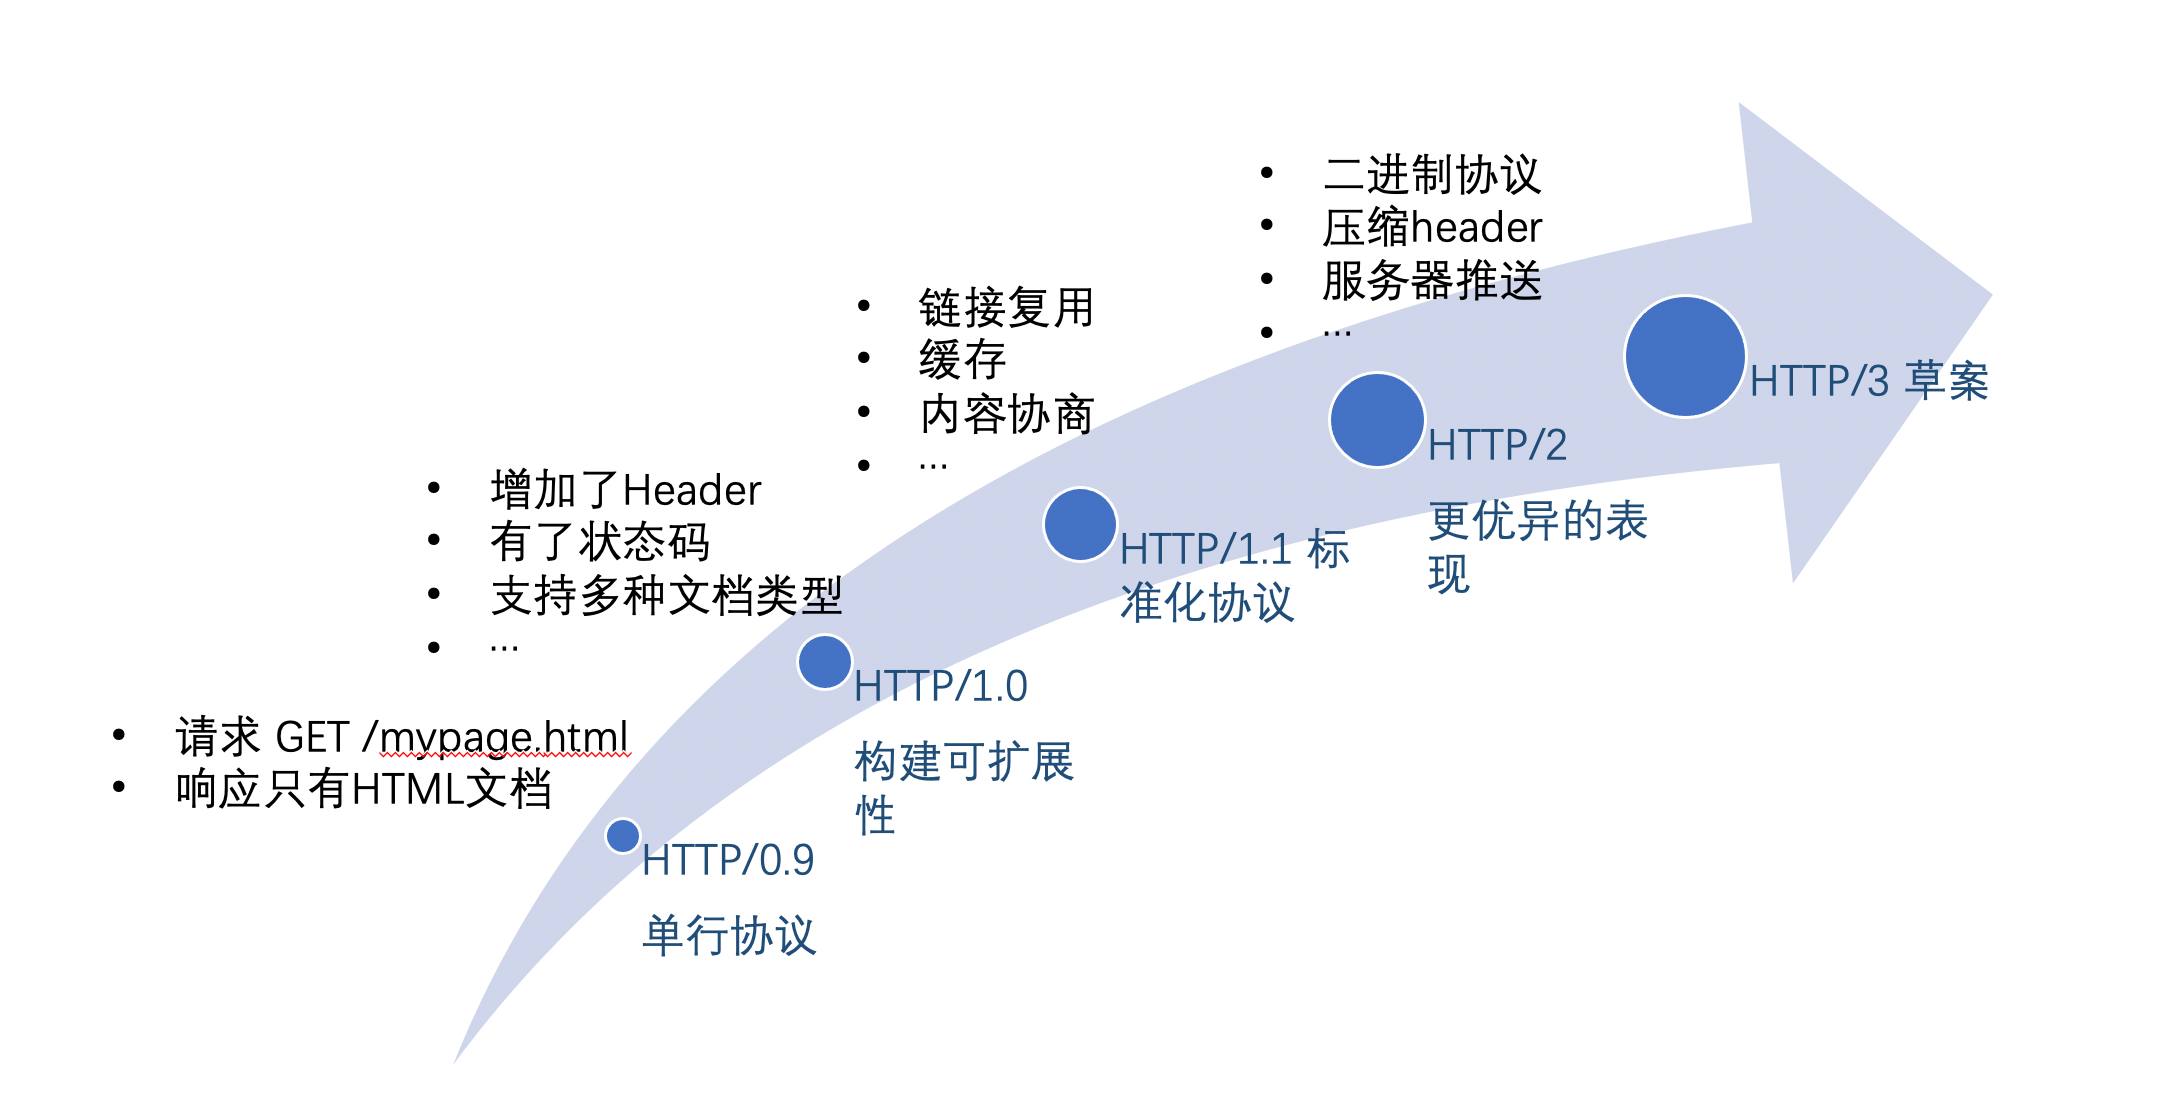 • 二进制协议
• 压缩header
• 服务器推送
• ...
HTTP/3 草案
• 链接复用
• 缓存
• 内容协商
• ...
HTTP/2
更优异的表
现
• 增加了Header
• 有了状态码
• 支持多种文档类型
• ...
HTTP/1.1 标
准化协议
• 请求 GET /mypage.html
• 响应只有HTML文档
HTTP/1.0
构建可扩展
性
HTTP/0.9
单行协议